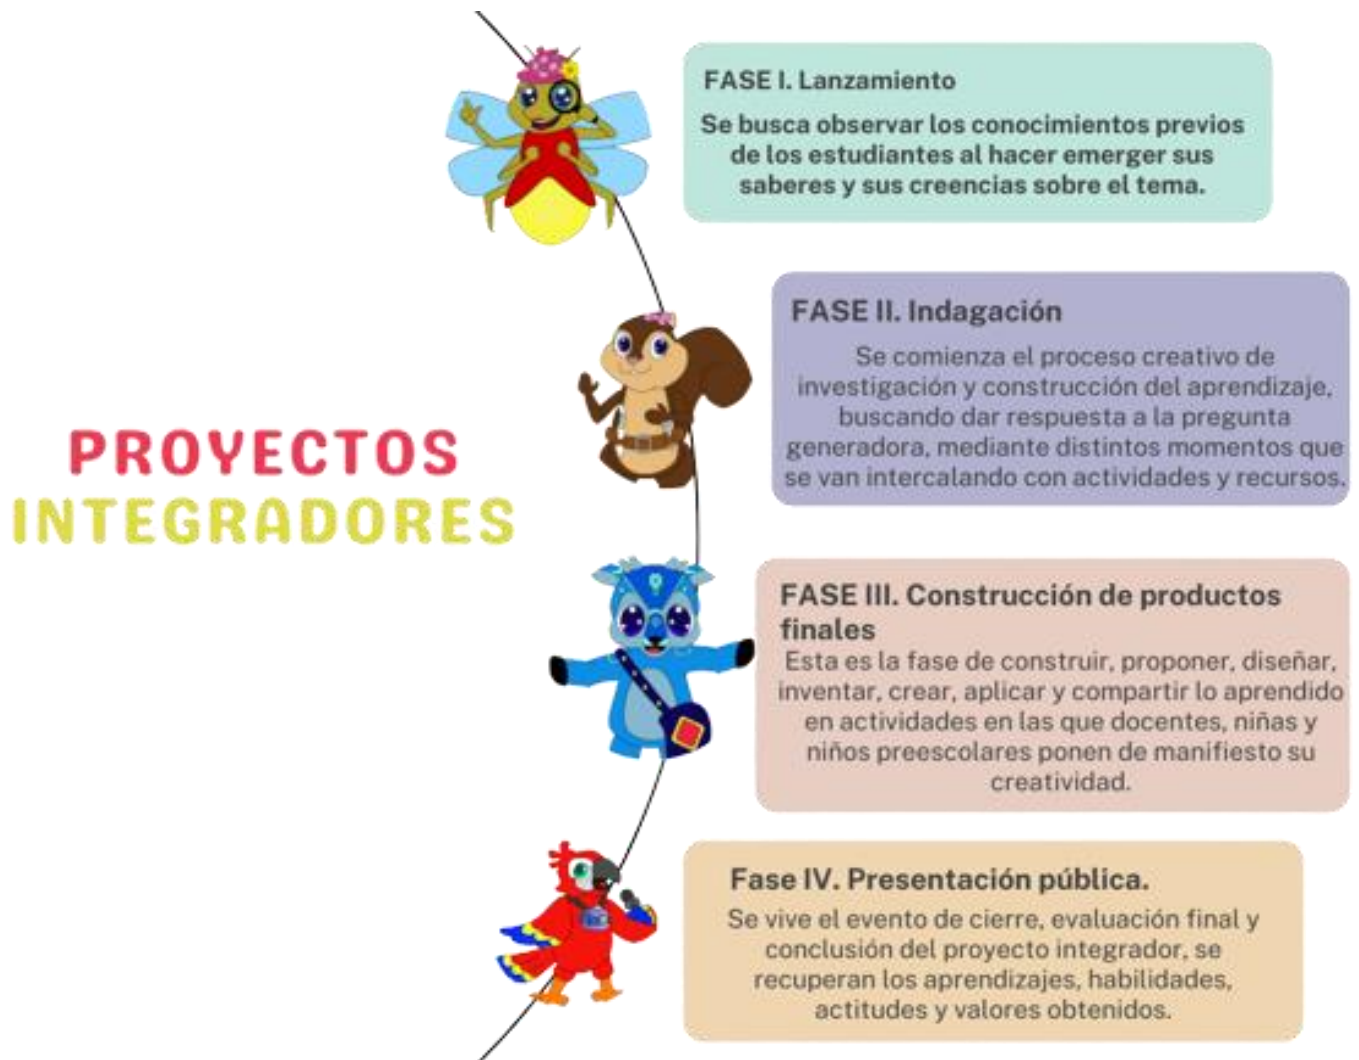 FASE I. Lanzamiento
Se busca observar los conocimientos previos
de los estudiantes al hacer emerger sus
saberes y sus creencias sobre el tema.
FASE II. Indagación
Se comienza el proceso creativo de
investigación y construcción del aprendizaje,
buscando dar respuesta a la pregunta
generadora, mediante distintos momentos que
se van intercalando con actividades y recursos.
PROYECTOS
INTEGRADORES
FASE III. Construcción de productos
finales
Esta es la fase de construir, proponer, diseñar,
inventar, crear, aplicar y compartir lo aprendido
en actividades en las que docentes, niñas y
niños preescolares ponen de manifiesto su
creatividad.
Fase IV. Presentación pública.
Se vive el evento de cierre, evaluación final y
conclusión del proyecto integrador, se
recuperan los aprendizajes, habilidades,
actitudes y valores obtenidos.